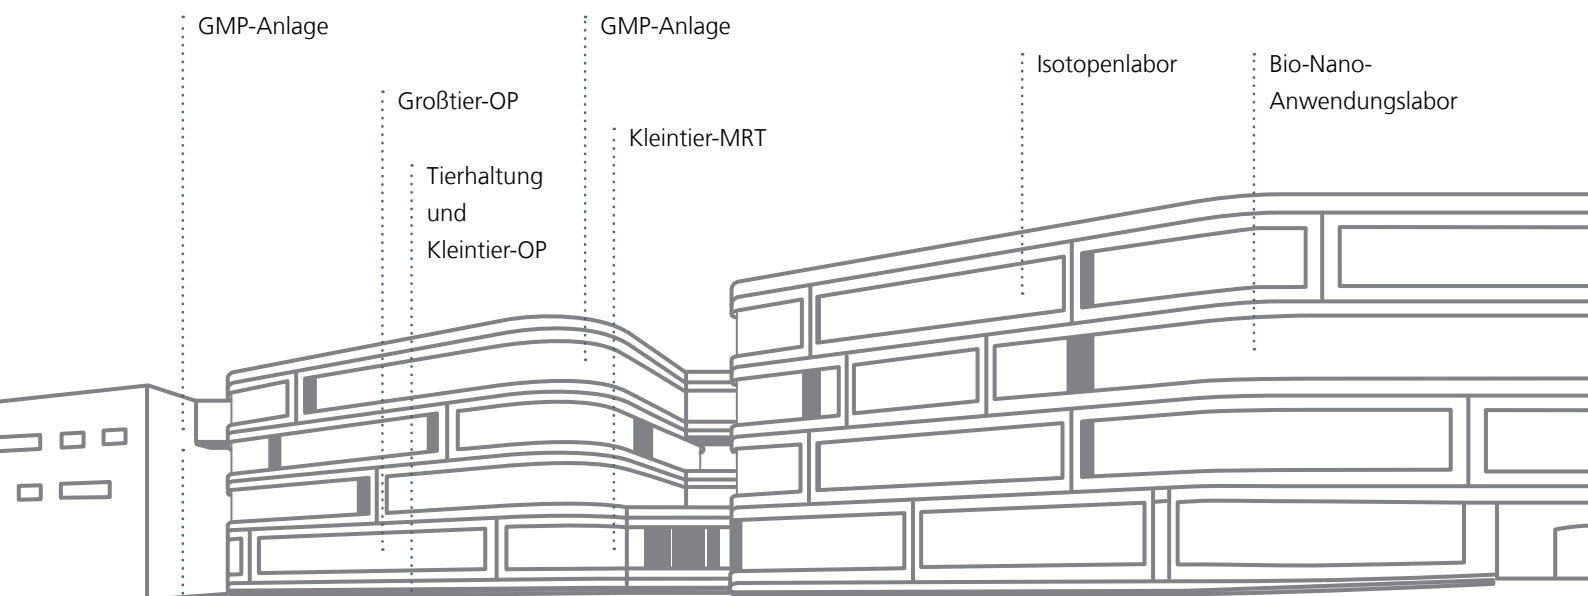 GMP-Anlage
Großtier-OP
Tierhaltung
und
Kleintier-OP
GMP-Anlage
Kleintier-MRT
Isotopenlabor
Bio-Nano-
Anwendungslabor